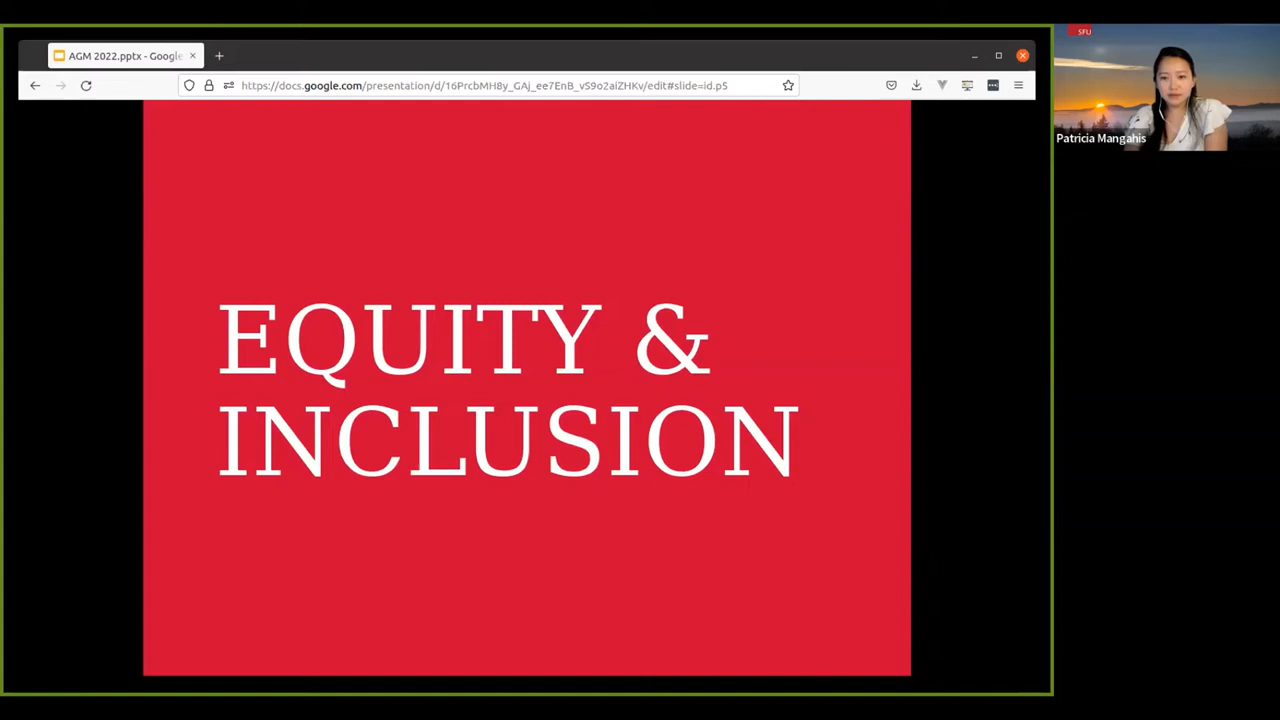 AGM 2022.pptx - Google
https://docs.google.com/presentation/d/16PrcbMH8y_GAj_ee7EnB_vS9o2aiZHKv/edit#slide=id.p5
SFU
Patricia Mangahis
EQUITY &
INCLUSION